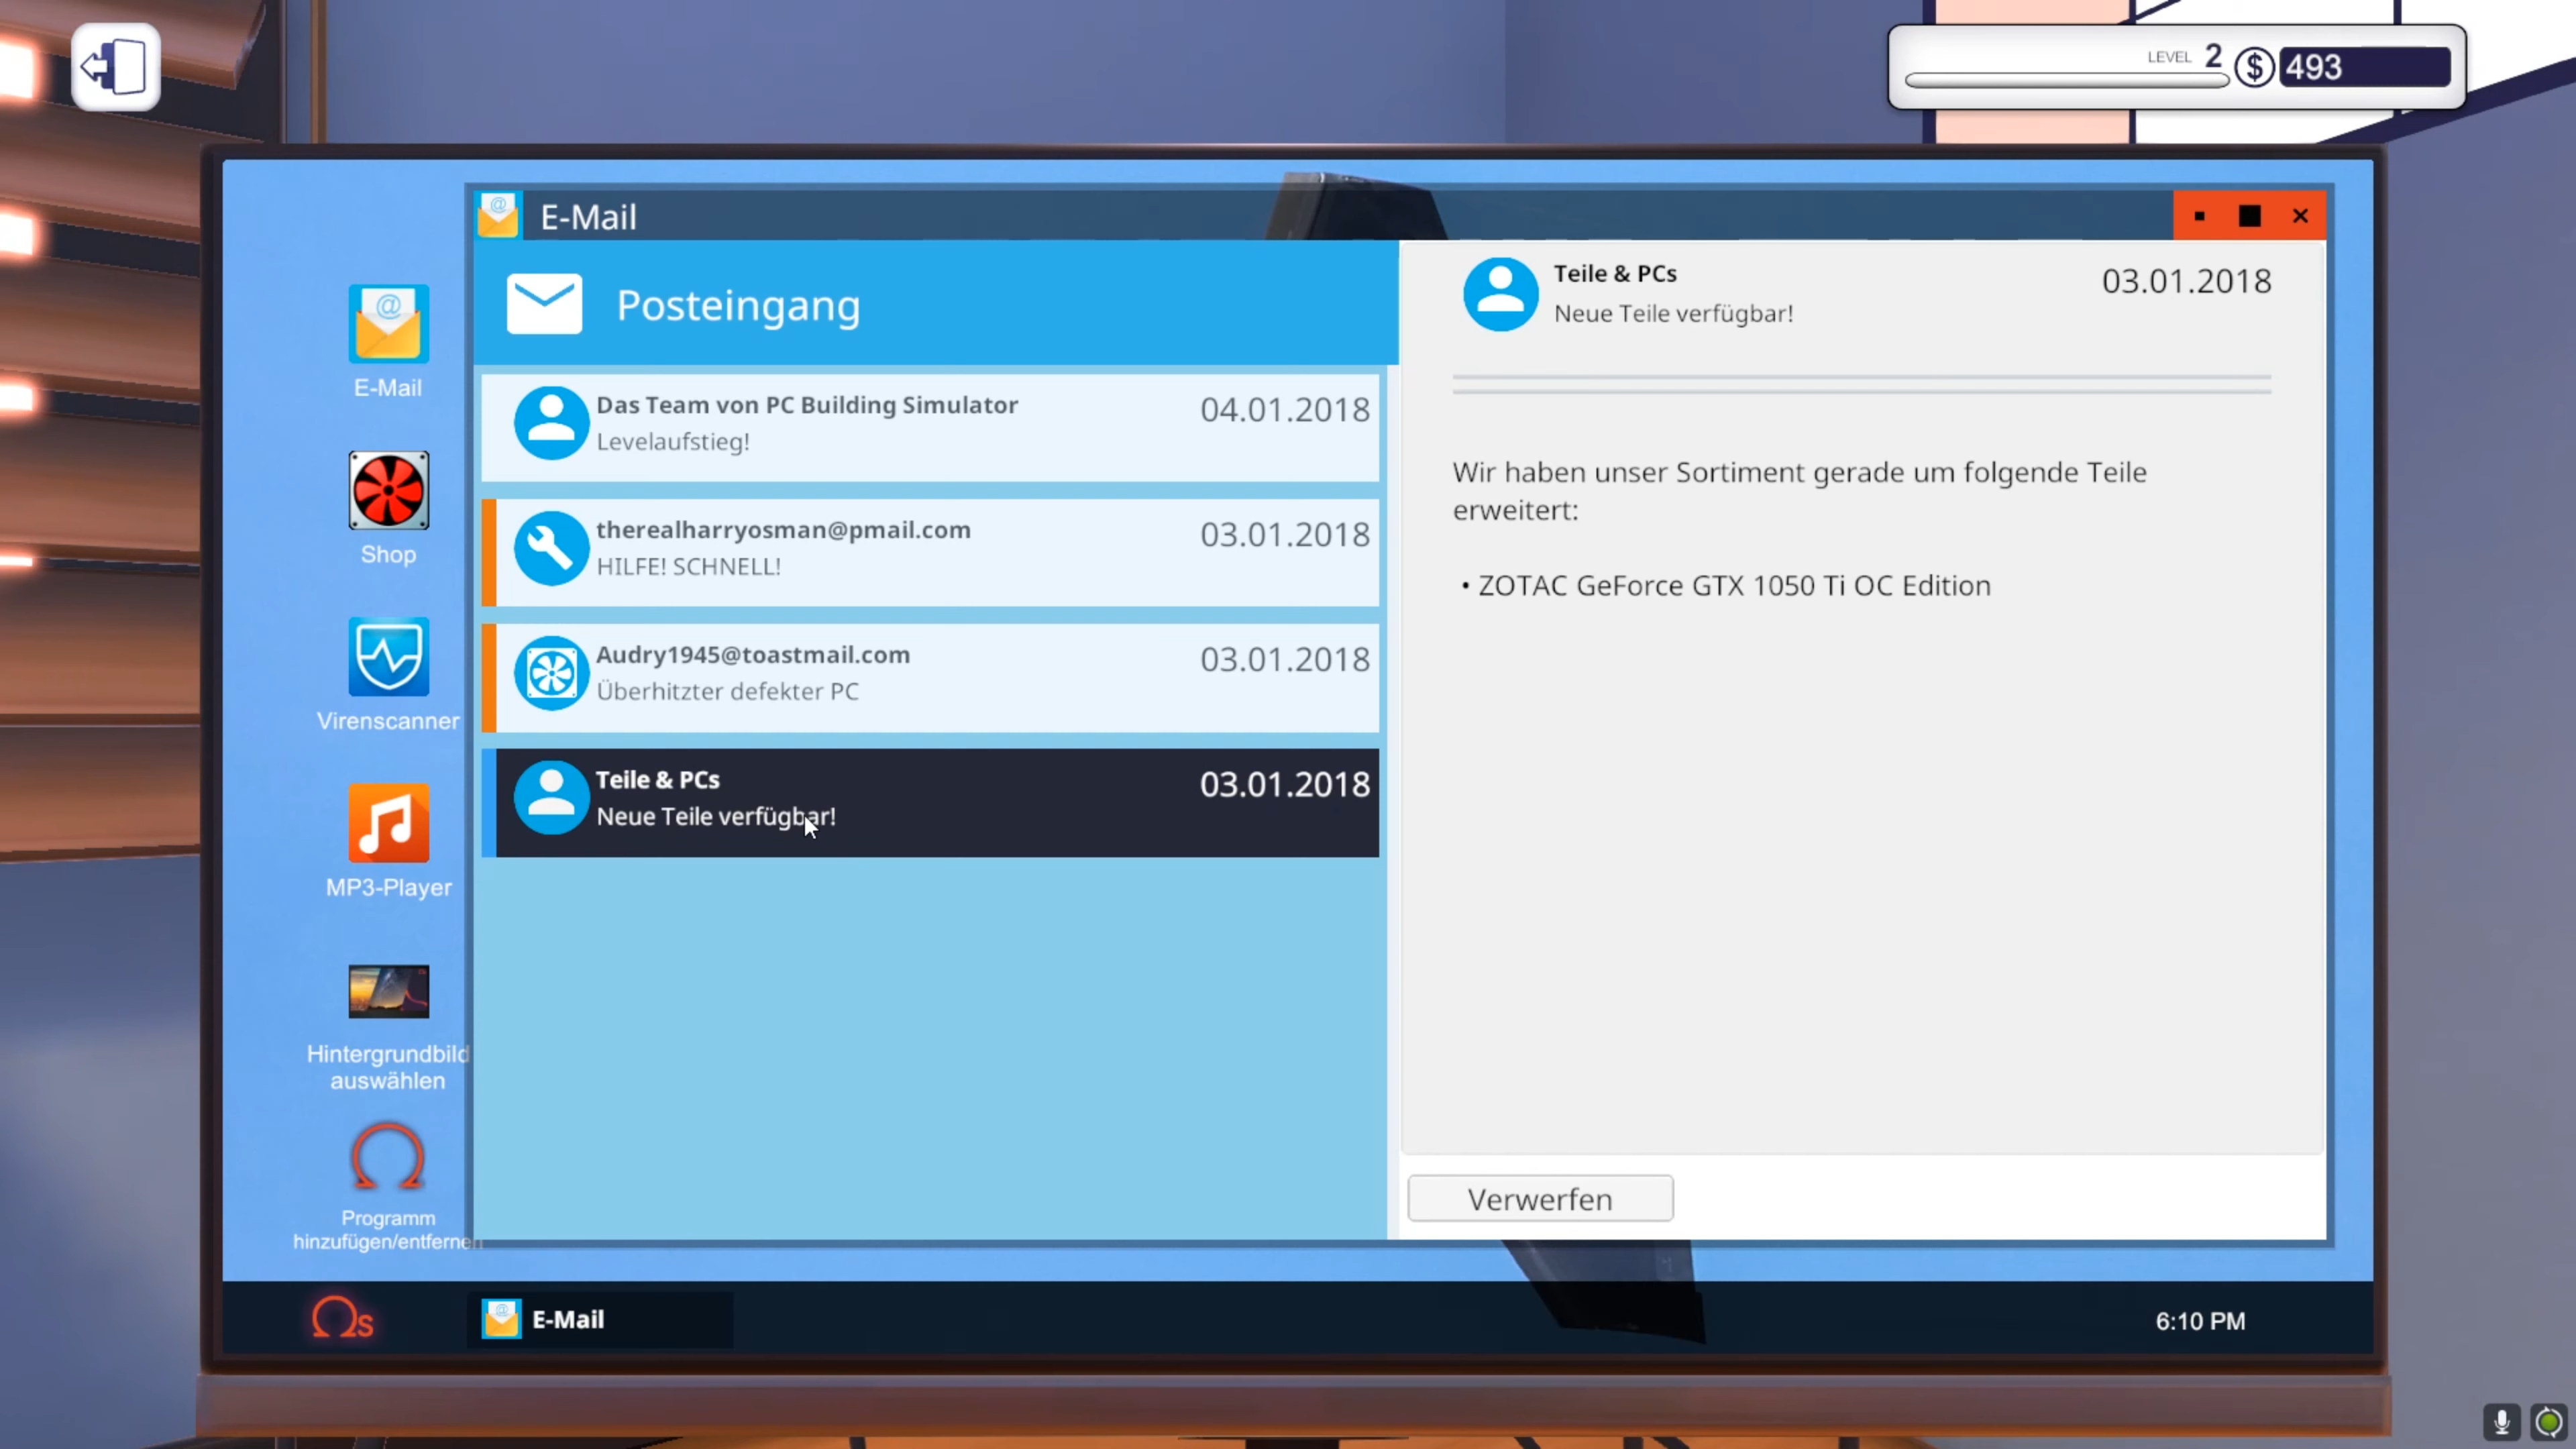 LEVEL 2 $ 493
E-Mail
Posteingang
Das Team von PC Building Simulator 04.01.2018
Levelaufstieg!
therealharryosman@pmail.com 03.01.2018
HILFE! SCHNELL!
Audry1945@toastmail.com 03.01.2018
Überhitzter defekter PC
Teile & PCs 03.01.2018
Neue Teile verfügbar!
Teile & PCs 03.01.2018
Neue Teile verfügbar!
Wir haben unser Sortiment gerade um folgende Teile
erweitert:
• ZOTAC GeForce GTX 1050 Ti OC Edition
Verwerfen
E-Mail
Shop
Virenscanner
MP3-Player
Hintergrundbild
auswählen
Programm
hinzufügen/entfernen
Ωs E-Mail 6:10 PM